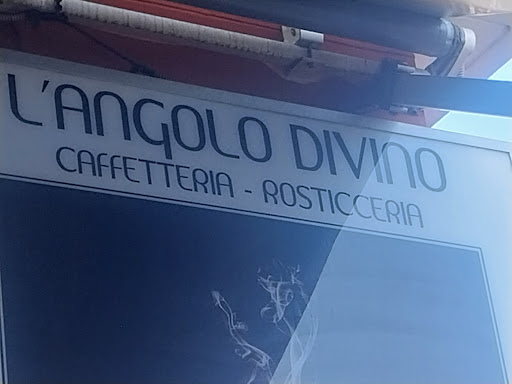 L'ANGOLO DIVINO
CAFFETTERIA - ROSTICCERIA